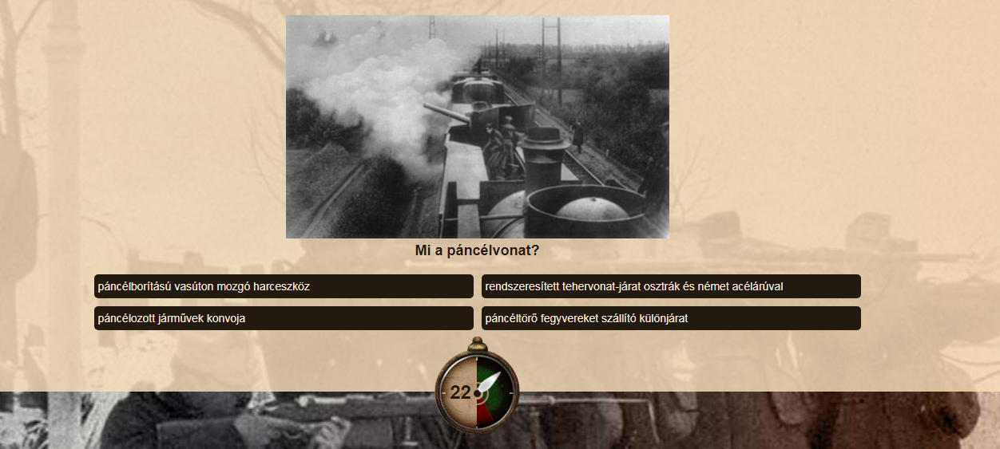 Mi a páncélvonat?
páncélborítású vasúton mozgó harceszköz
rendszeresített tehervonat-járat osztrák és német acélárúval
páncélozott járművek konvoja
páncéltörő fegyvereket szállító különjárat
22